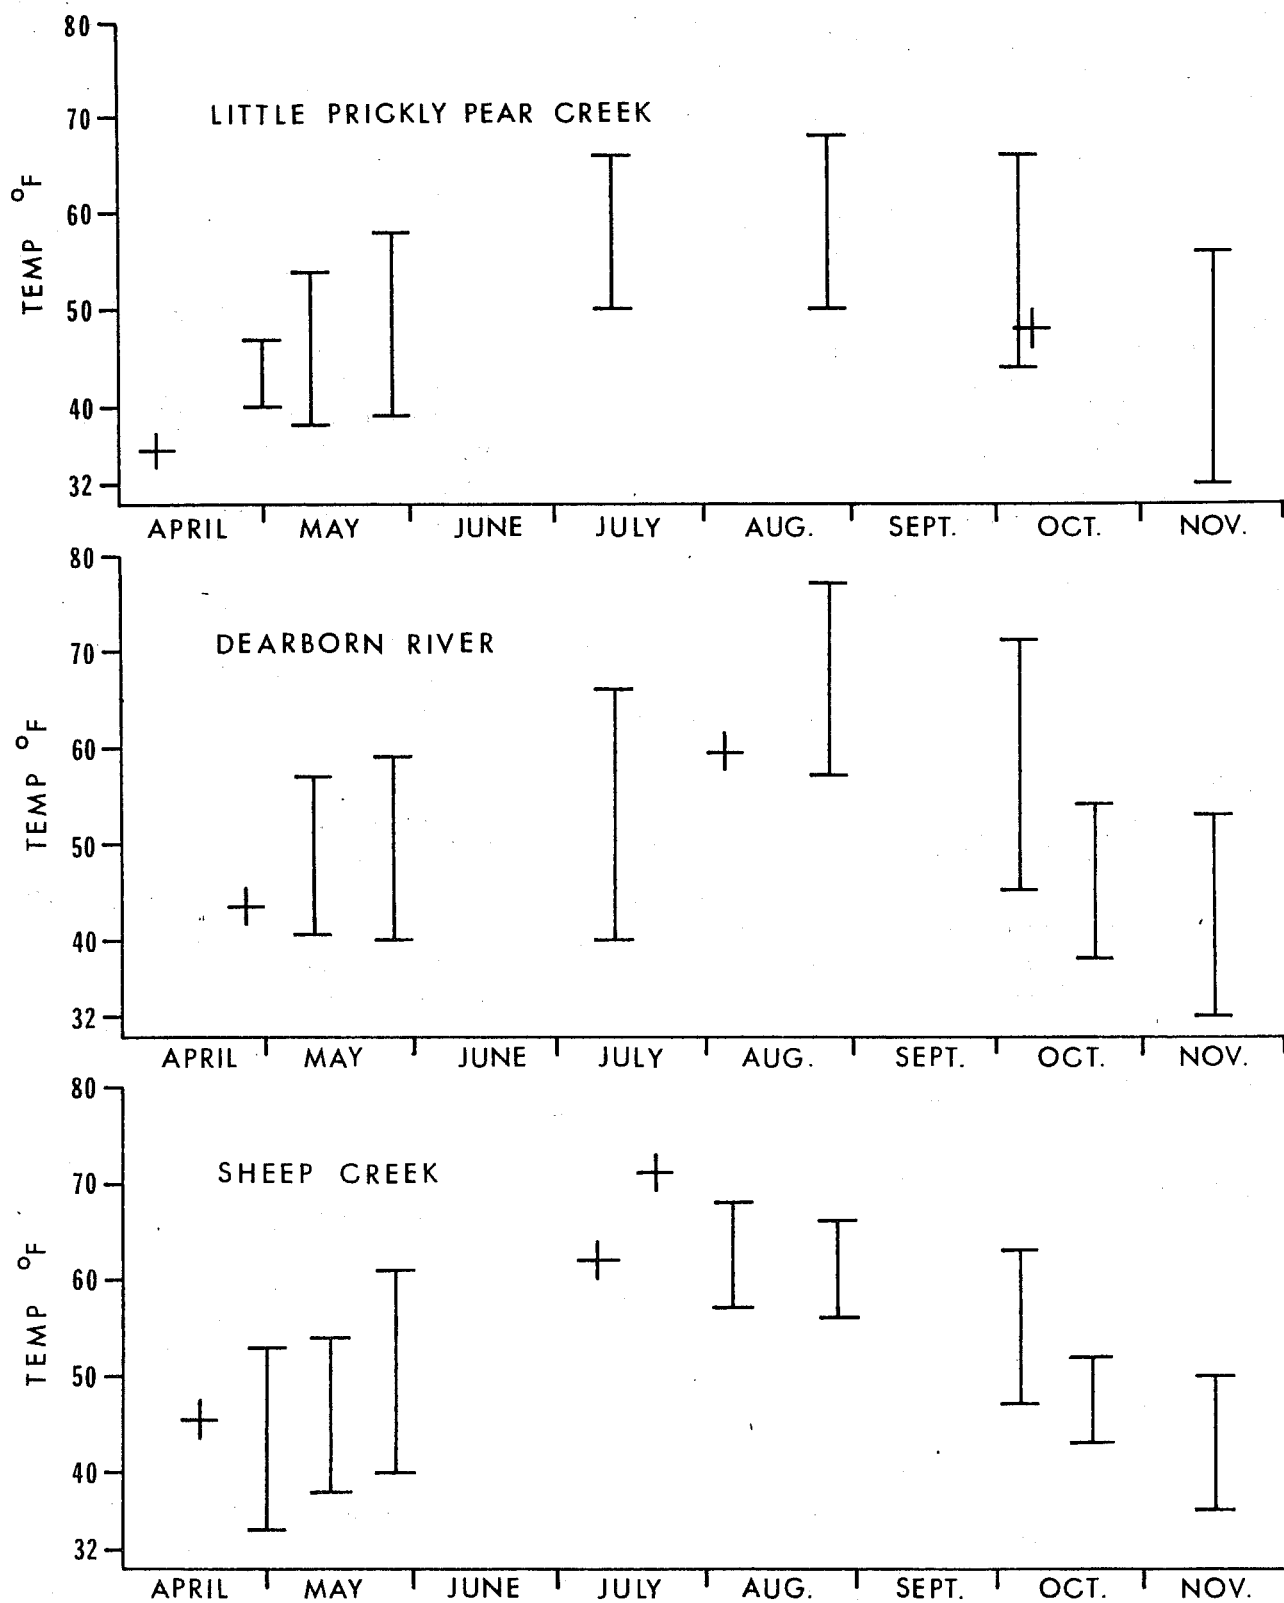 80
LITTLE PRICKLY PEAR CREEK
70
60
50
40
32
TEMP °F
APRIL MAY JUNE JULY AUG. SEPT. OCT. NOV.
80
DEARBORN RIVER
70
60
50
40
32
TEMP °F
APRIL MAY JUNE JULY AUG. SEPT. OCT. NOV.
80
SHEEP CREEK
70
60
50
40
32
TEMP °F
APRIL MAY JUNE JULY AUG. SEPT. OCT. NOV.